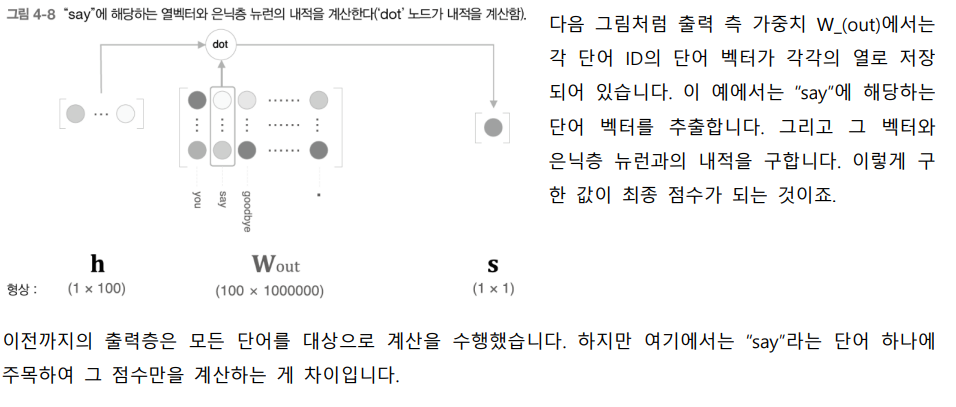 그림 4-8 "say"에 해당하는 열벡터와 은닉층 뉴런의 내적을 계산한다('dot' 노드가 내적을 계산함).
dot
you
say
goodbye
.
h
W_out
s
형상 :
(1 × 100)
(100 × 1000000)
(1 × 1)
다음 그림처럼 출력 측 가중치 W_(out)에서는
각 단어 ID의 단어 벡터가 각각의 열로 저장
되어 있습니다. 이 예에서는 "say"에 해당하는
단어 벡터를 추출합니다. 그리고 그 벡터와
은닉층 뉴런과의 내적을 구합니다. 이렇게 구
한 값이 최종 점수가 되는 것이죠.
이전까지의 출력층은 모든 단어를 대상으로 계산을 수행했습니다. 하지만 여기에서는 "say"라는 단어 하나에
주목하여 그 점수만을 계산하는 게 차이입니다.